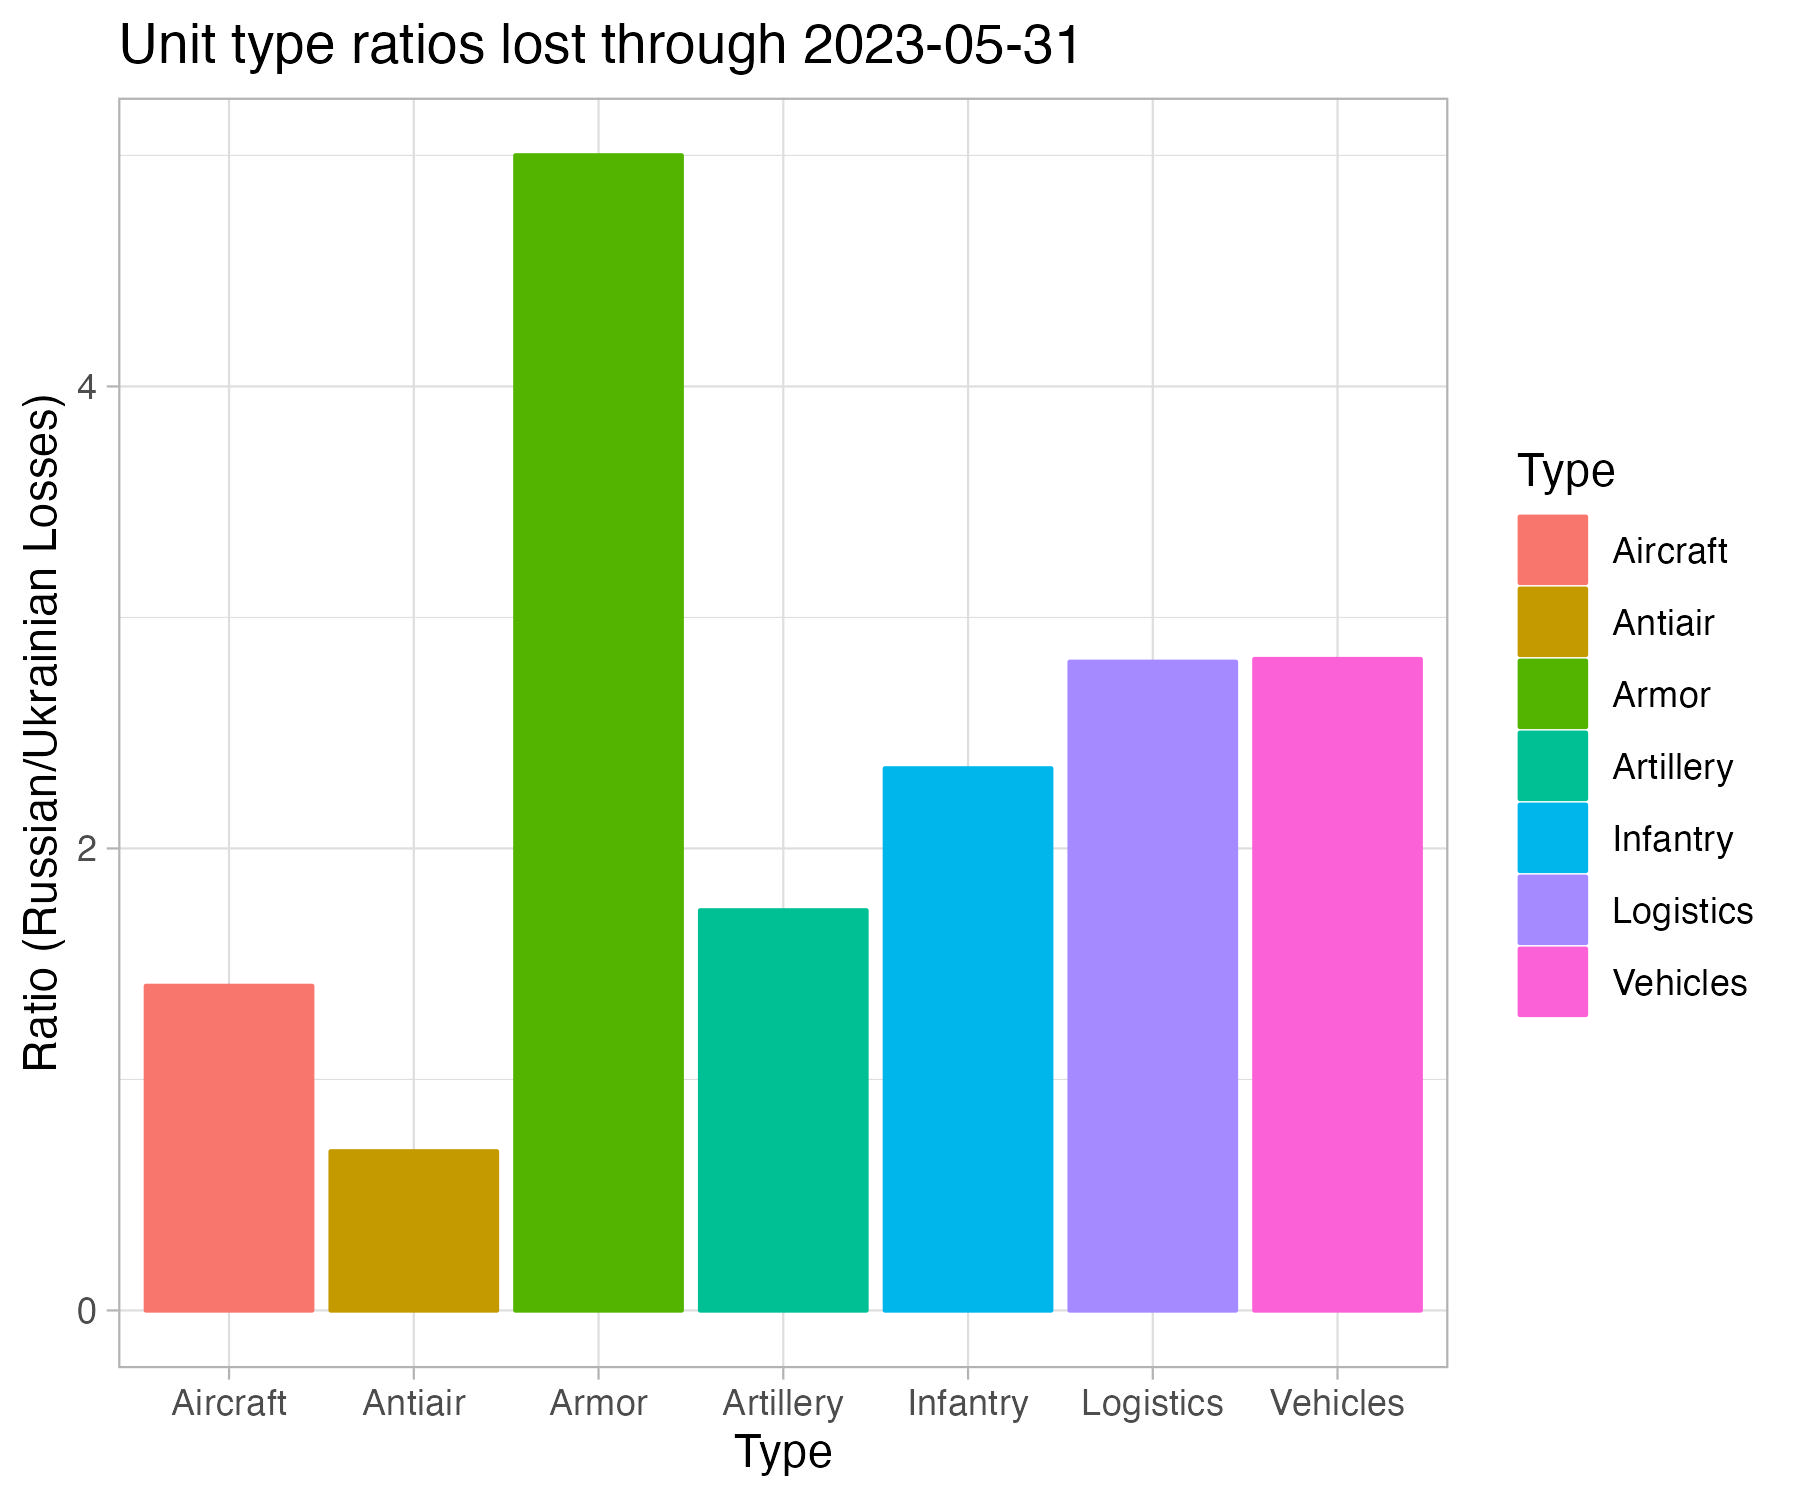 Unit type ratios lost through 2023-05-31
Ratio (Russian/Ukrainian Losses)
4
2
0
Aircraft
Antiair
Armor
Artillery
Infantry
Logistics
Vehicles
Type
Type
Aircraft
Antiair
Armor
Artillery
Infantry
Logistics
Vehicles